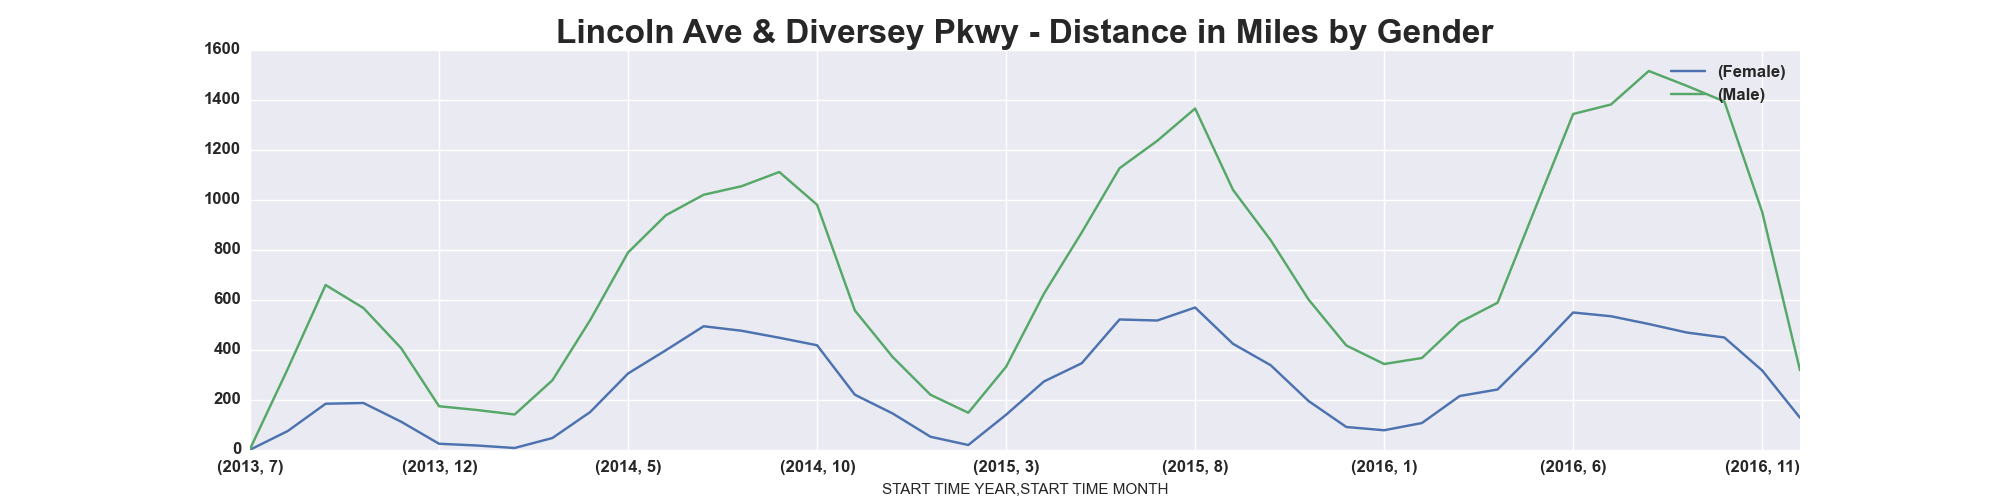 Lincoln Ave & Diversey Pkwy - Distance in Miles by Gender
1600
1400
1200
1000
800
600
400
200
0
(Female)
(Male)
(2013, 7) (2013, 12) (2014, 5) (2014, 10) (2015, 3) (2015, 8) (2016, 1) (2016, 6) (2016, 11)
START TIME YEAR,START TIME MONTH